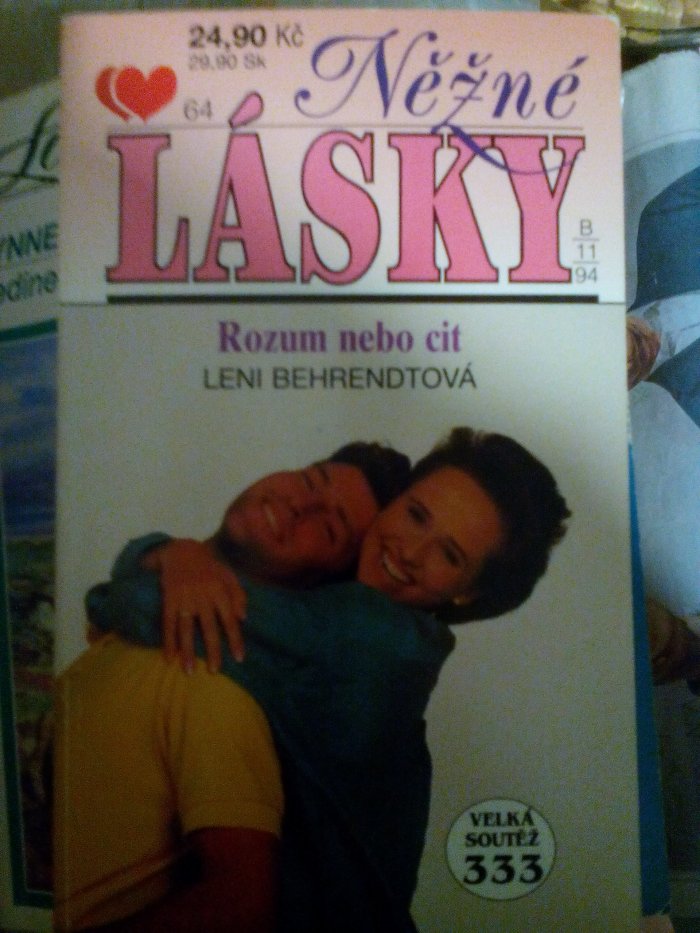 24,90 Kč
29,90 Sk
64
Něžné
LÁSKY
B
11
94
Rozum nebo cit
LENI BEHRENDTOVÁ
VELKÁ
SOUTĚŽ
333